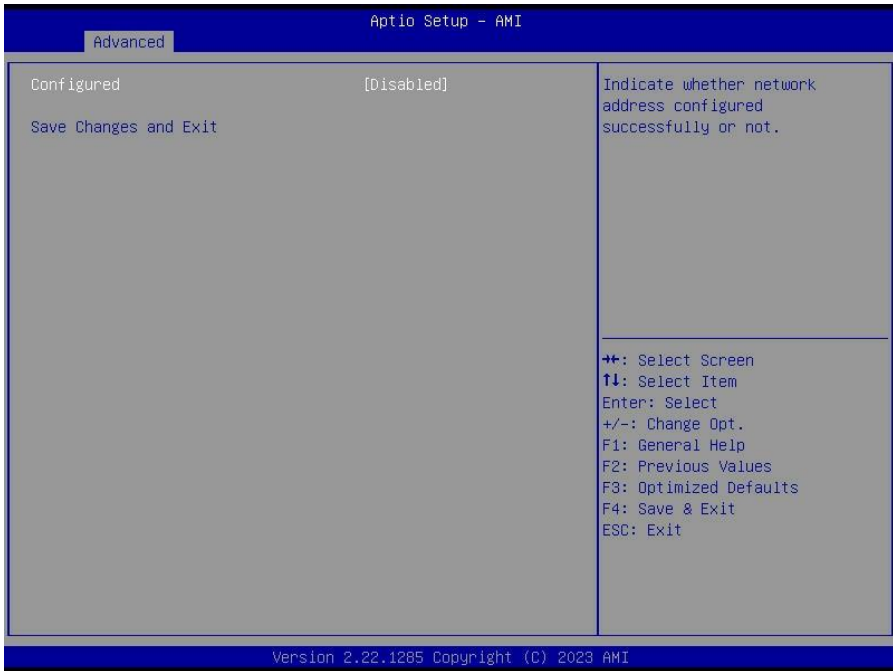 Aptio Setup – AMI
Advanced
Configured [Disabled]
Save Changes and Exit
Indicate whether network
address configured
successfully or not.
→←: Select Screen
↑↓: Select Item
Enter: Select
+/-: Change Opt.
F1: General Help
F2: Previous Values
F3: Optimized Defaults
F4: Save & Exit
ESC: Exit
Version 2.22.1285 Copyright (C) 2023 AMI